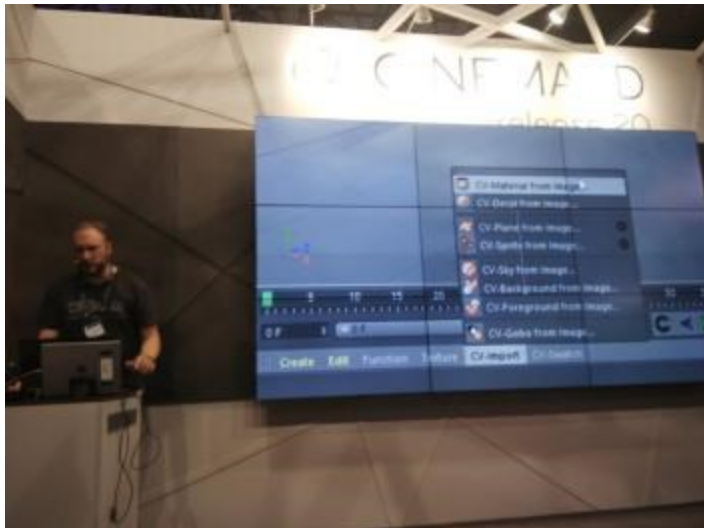 CINEMA 4D
release 20
CV-Material from Image...
CV-Decal from Image...
CV-Plane from Image...
CV-Sprite from Image...
CV-Sky from Image...
CV-Background from Image...
CV-Foreground from Image...
CV-Gobo from Image...
0 5 10 15 20
0 F
Create Edit Function Texture CV-Import CV-Swatch